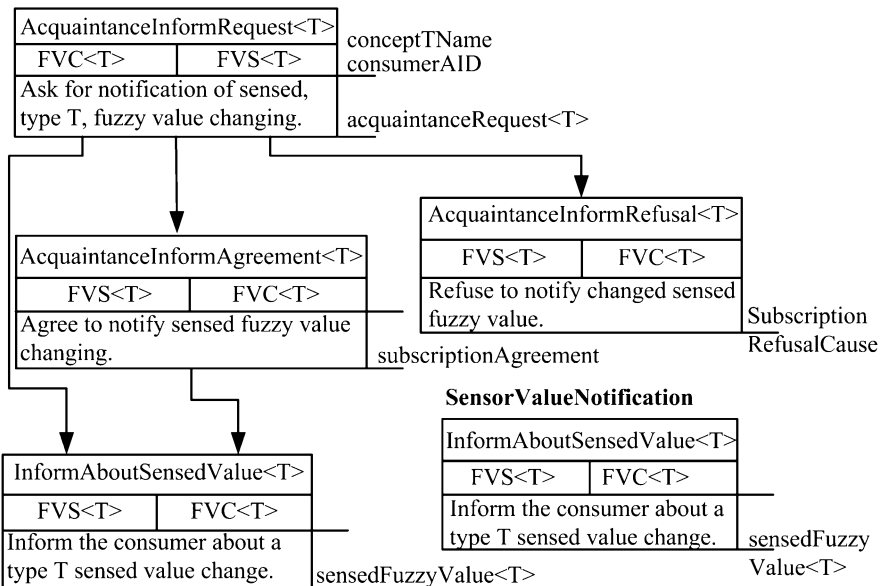 AcquaintanceInformRequest<T>
FVC<T> FVS<T>
conceptTName
consumerAID
Ask for notification of sensed,
type T, fuzzy value changing.
acquaintanceRequest<T>
AcquaintanceInformRefusal<T>
FVS<T> FVC<T>
Refuse to notify changed sensed
fuzzy value.
Subscription
RefusalCause
AcquaintanceInformAgreement<T>
FVS<T> FVC<T>
Agree to notify sensed fuzzy value
changing.
subscriptionAgreement
SensorValueNotification
InformAboutSensedValue<T>
FVS<T> FVC<T>
Inform the consumer about a
type T sensed value change.
sensedFuzzy
Value<T>
InformAboutSensedValue<T>
FVS<T> FVC<T>
Inform the consumer about a
type T sensed value change.
sensedFuzzyValue<T>